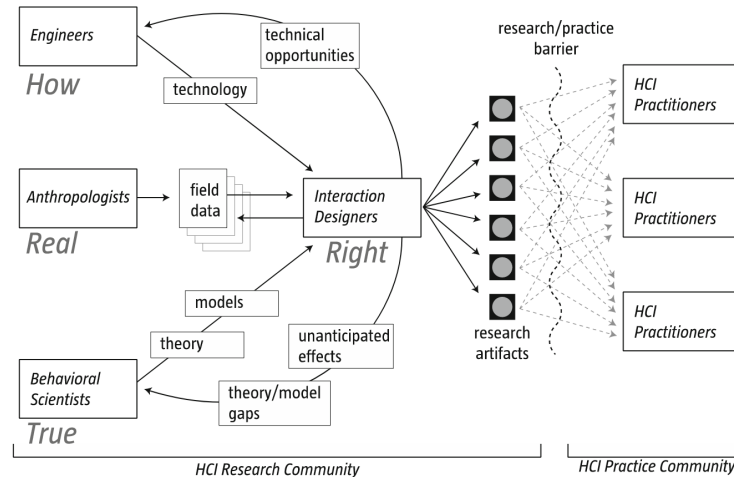 Engineers
How
technical
opportunities
technology
research/practice
barrier
HCI
Practitioners
Anthropologists
Real
field
data
Interaction
Designers
Right
HCI
Practitioners
models
theory
unanticipated
effects
research
artifacts
HCI
Practitioners
Behavioral
Scientists
True
theory/model
gaps
HCI Research Community
HCI Practice Community